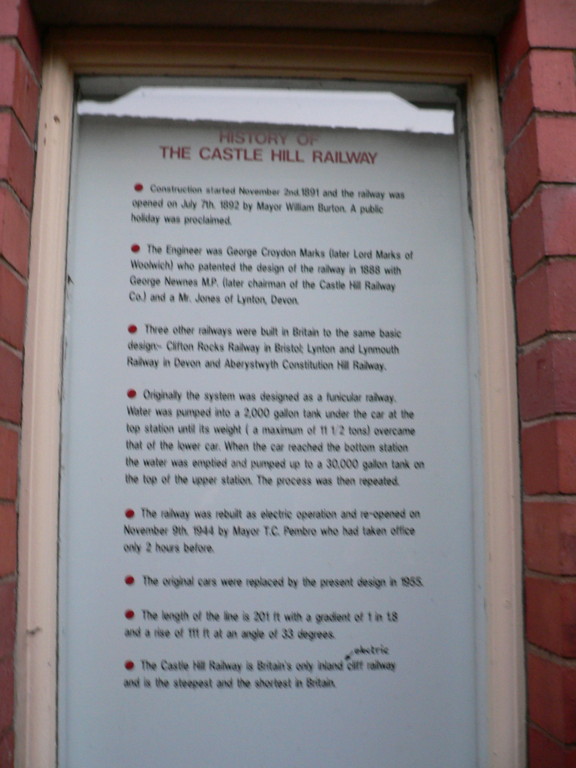 HISTORY OF
THE CASTLE HILL RAILWAY
● Construction started November 2nd.1891 and the railway was
opened on July 7th. 1892 by Mayor William Burton. A public
holiday was proclaimed.
● The Engineer was George Croydon Marks (later Lord Marks of
Woolwich) who patented the design of the railway in 1888 with
George Newnes M.P. (later chairman of the Castle Hill Railway
Co.) and a Mr. Jones of Lynton, Devon.
● Three other railways were built in Britain to the same basic
design:- Clifton Rocks Railway in Bristol; Lynton and Lynmouth
Railway in Devon and Aberystwyth Constitution Hill Railway.
● Originally the system was designed as a funicular railway.
Water was pumped into a 2,000 gallon tank under the car at the
top station until its weight ( a maximum of 11 1/2 tons) overcame
that of the lower car. When the car reached the bottom station
the water was emptied and pumped up to a 30,000 gallon tank on
the top of the upper station. The process was then repeated.
● The railway was rebuilt as electric operation and re-opened on
November 9th. 1944 by Mayor T.C. Pembro who had taken office
only 2 hours before.
● The original cars were replaced by the present design in 1955.
● The length of the line is 201 ft with a gradient of 1 in 1.8
and a rise of 111 ft at an angle of 33 degrees.
electric
● The Castle Hill Railway is Britain's only inland cliff railway
and is the steepest and the shortest in Britain.